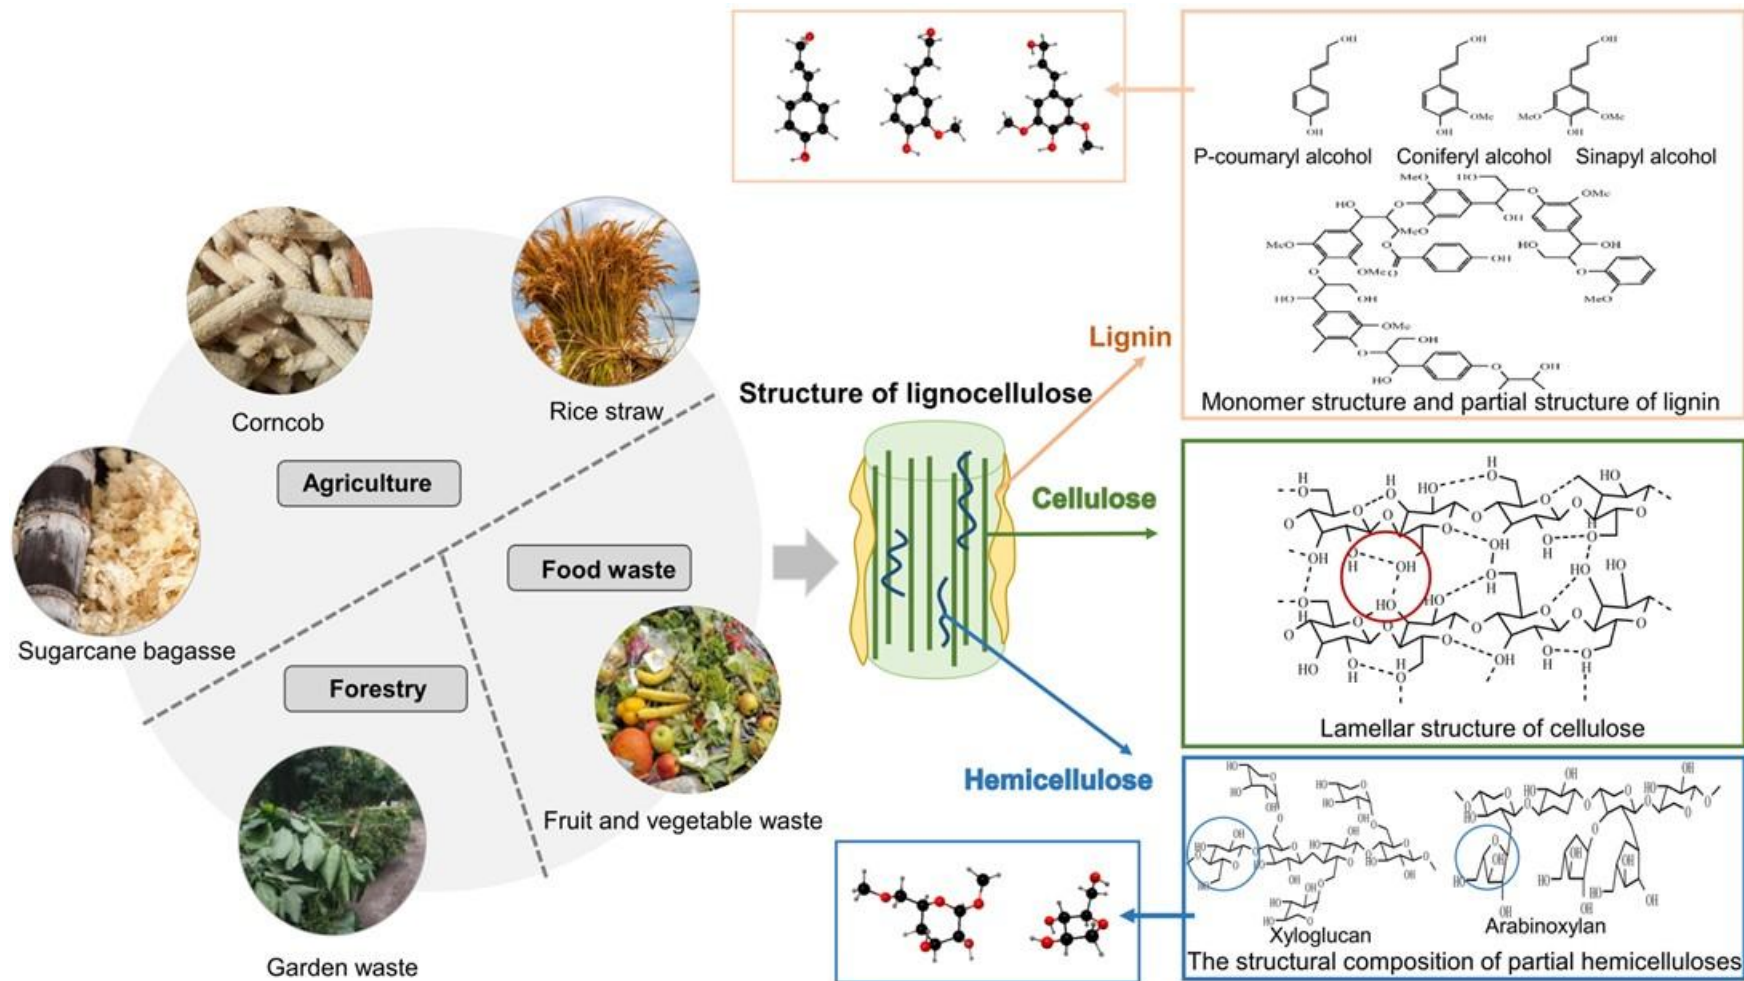 P-coumaryl alcohol
Coniferyl alcohol
Sinapyl alcohol
Monomer structure and partial structure of lignin
Corncob
Rice straw
Sugarcane bagasse
Agriculture
Food waste
Forestry
Fruit and vegetable waste
Garden waste
Structure of lignocellulose
Lignin
Cellulose
Hemicellulose
Lamellar structure of cellulose
Xyloglucan
Arabinoxylan
The structural composition of partial hemicelluloses